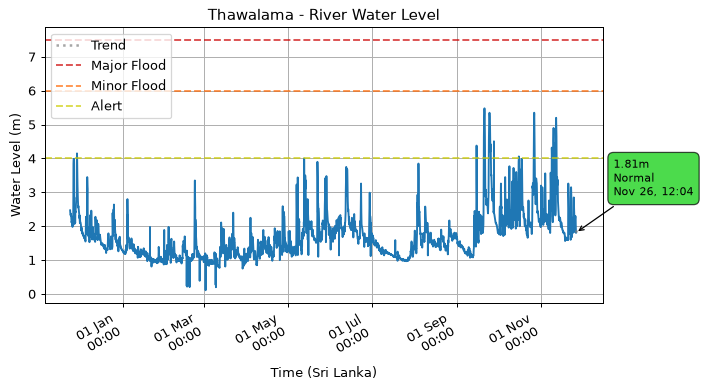 Thawalama - River Water Level
Water Level (m)
7
6
5
4
3
2
1
0
Trend
Major Flood
Minor Flood
Alert
1.81m
Normal
Nov 26, 12:04
01 Jan
00:00
01 Mar
00:00
01 May
00:00
01 Jul
00:00
01 Sep
00:00
01 Nov
00:00
Time (Sri Lanka)